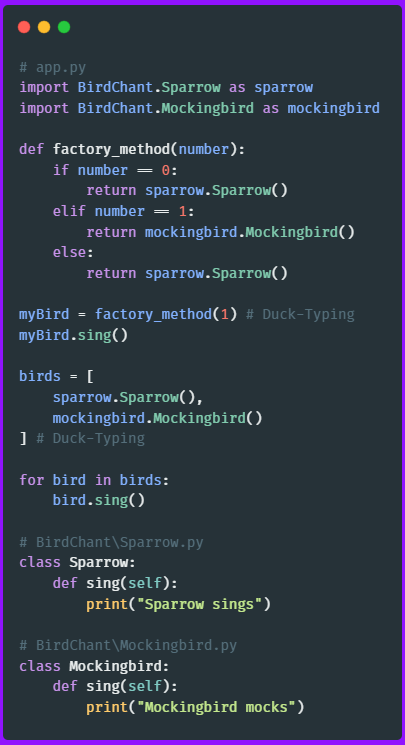 # app.py
import BirdChant.Sparrow as sparrow
import BirdChant.Mockingbird as mockingbird

def factory_method(number):
    if number == 0:
        return sparrow.Sparrow()
    elif number == 1:
        return mockingbird.Mockingbird()
    else:
        return sparrow.Sparrow()

myBird = factory_method(1) # Duck-Typing
myBird.sing()

birds = [
    sparrow.Sparrow(),
    mockingbird.Mockingbird()
] # Duck-Typing

for bird in birds:
    bird.sing()

# BirdChant\Sparrow.py
class Sparrow:
    def sing(self):
        print("Sparrow sings")

# BirdChant\Mockingbird.py
class Mockingbird:
    def sing(self):
        print("Mockingbird mocks")